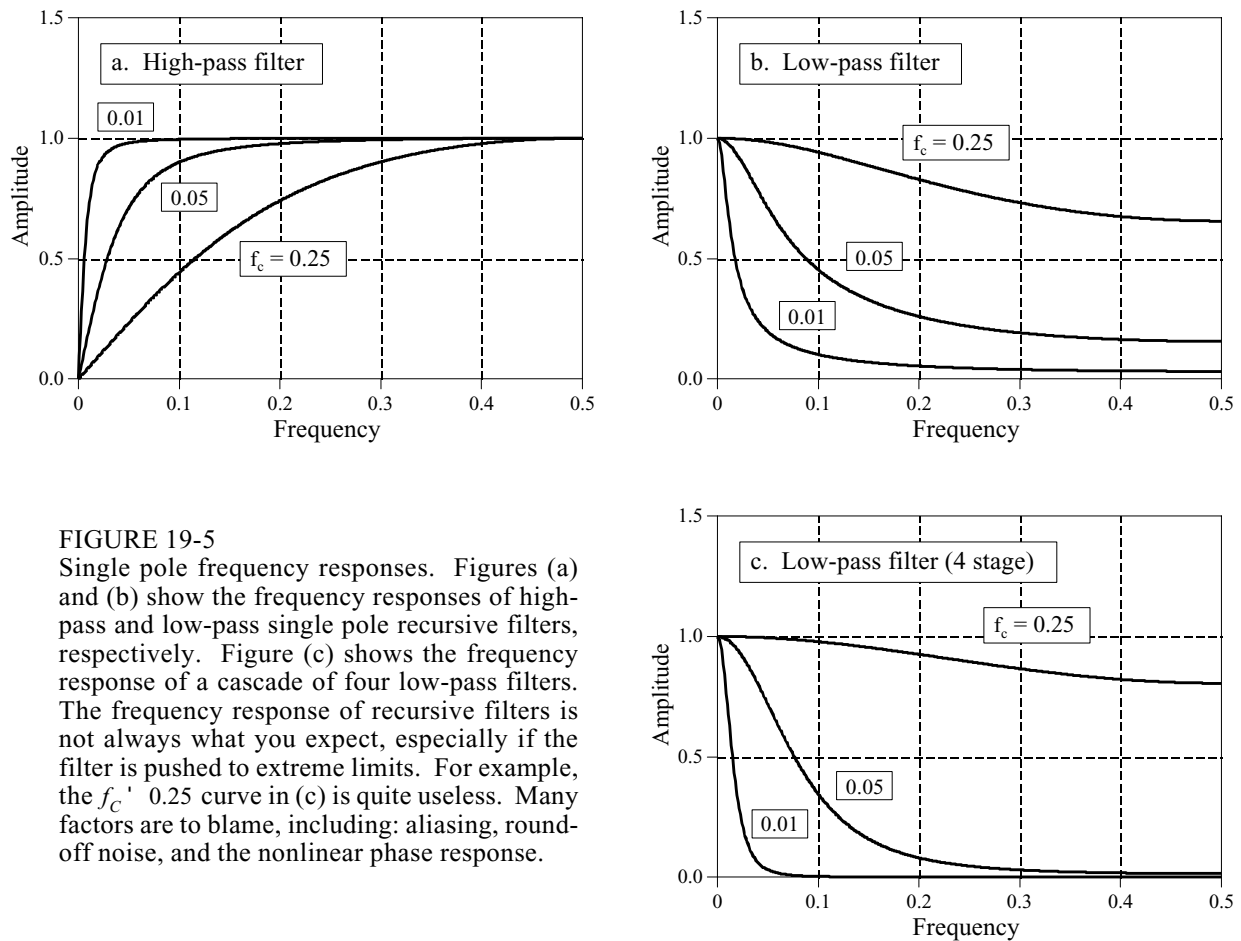 1.5
a. High-pass filter
0.01
1.0
0.05
Amplitude
f_c = 0.25
0.5
0.0
0 0.1 0.2 0.3 0.4 0.5
Frequency
1.5
b. Low-pass filter
1.0
f_c = 0.25
Amplitude
0.05
0.5
0.01
0.0
0 0.1 0.2 0.3 0.4 0.5
Frequency
FIGURE 19-5
Single pole frequency responses. Figures (a)
and (b) show the frequency responses of high-
pass and low-pass single pole recursive filters,
respectively. Figure (c) shows the frequency
response of a cascade of four low-pass filters.
The frequency response of recursive filters is
not always what you expect, especially if the
filter is pushed to extreme limits. For example,
the f_C ' 0.25 curve in (c) is quite useless. Many
factors are to blame, including: aliasing, round-
off noise, and the nonlinear phase response.
1.5
c. Low-pass filter (4 stage)
f_c = 0.25
1.0
Amplitude
0.5
0.05
0.01
0.0
0 0.1 0.2 0.3 0.4 0.5
Frequency